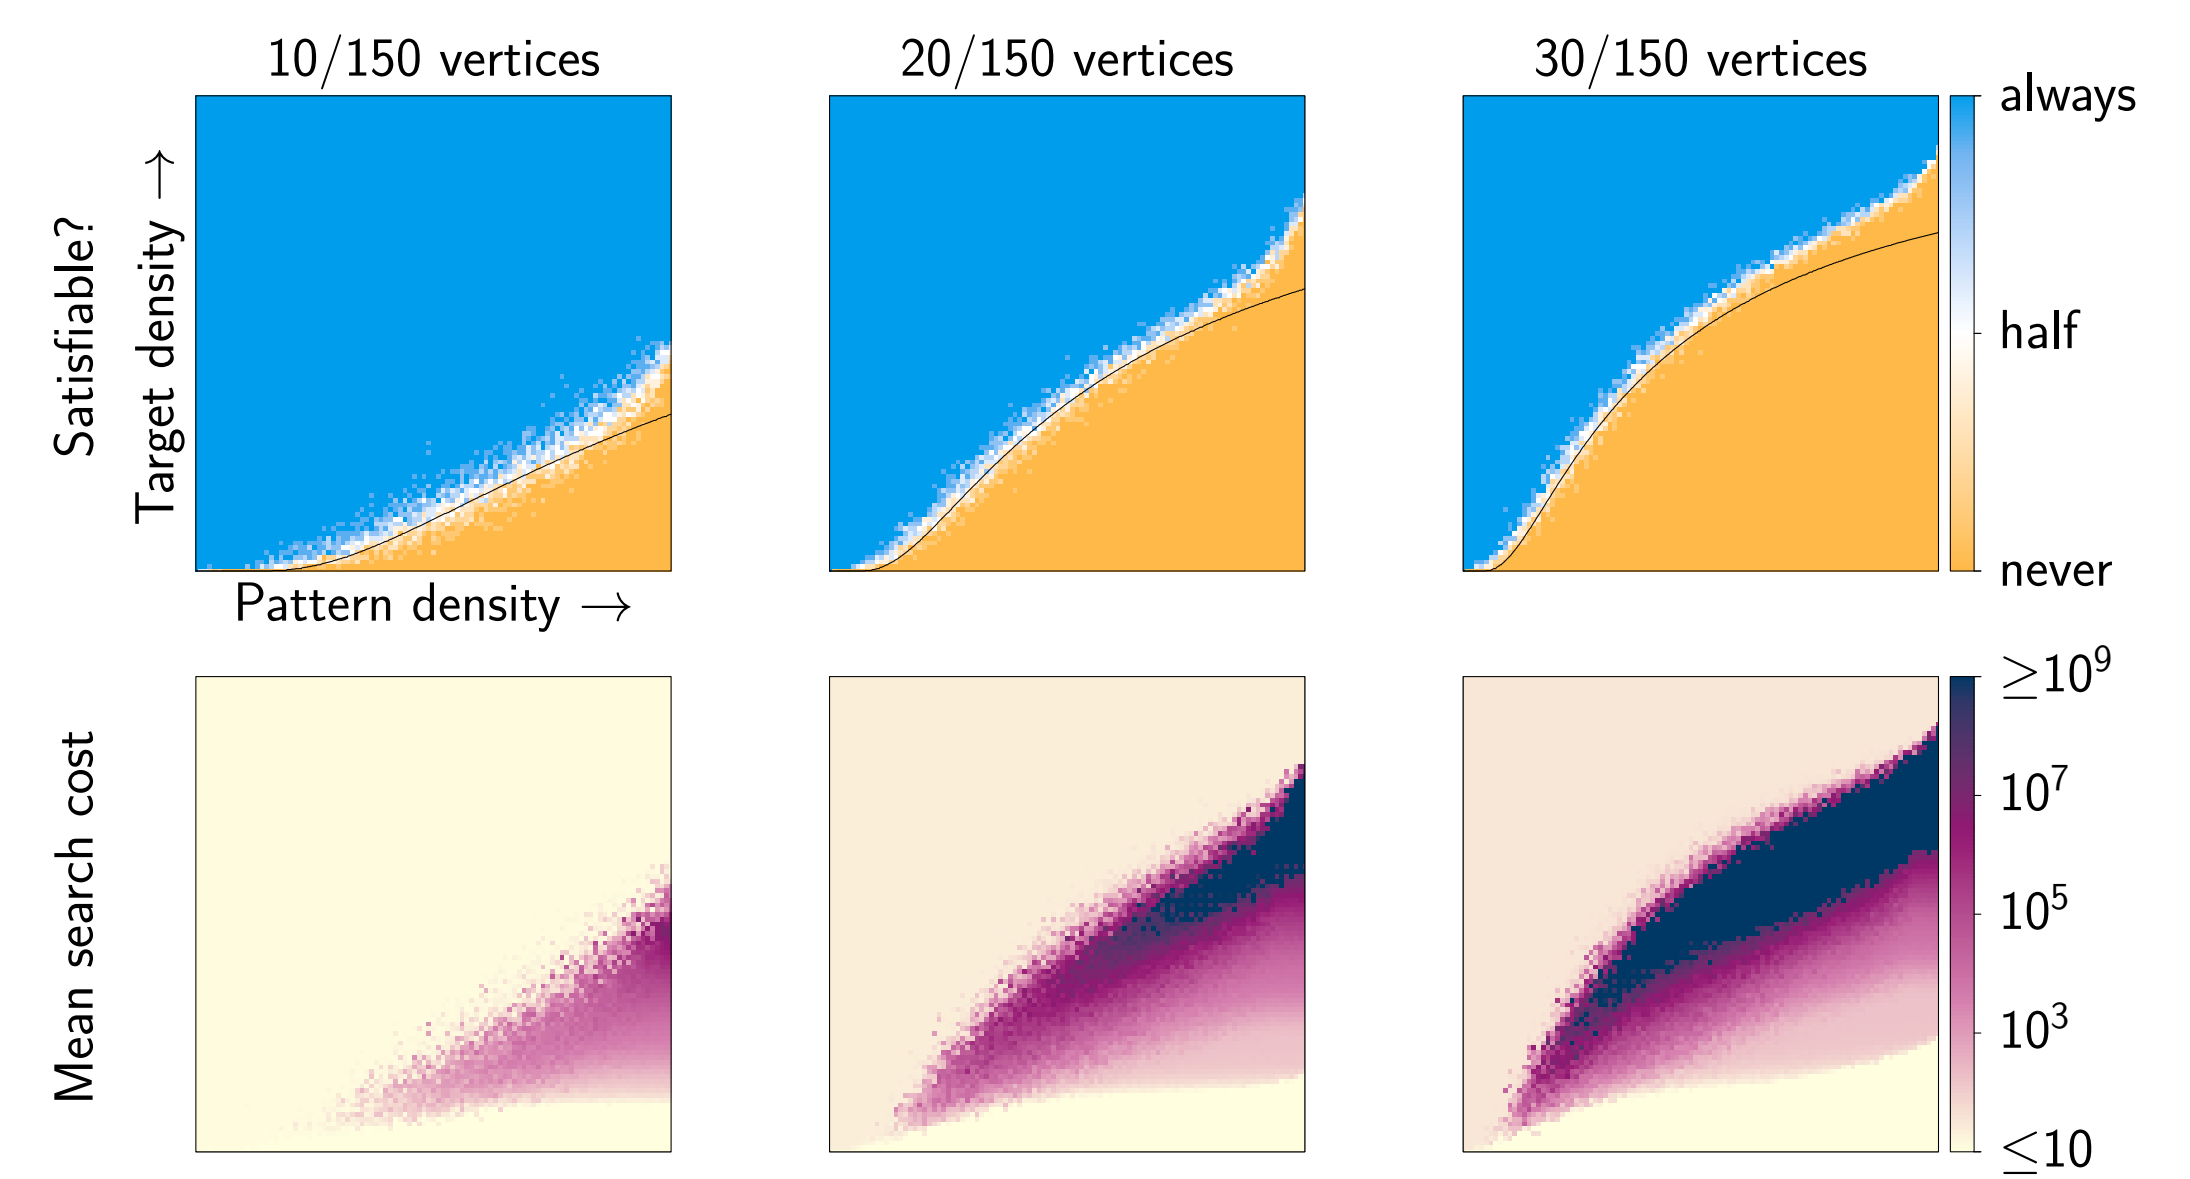 10/150 vertices
20/150 vertices
30/150 vertices
Satisfiable?
Target density →
always
half
never
Pattern density →
Mean search cost
≥10⁹
10⁷
10⁵
10³
≤10